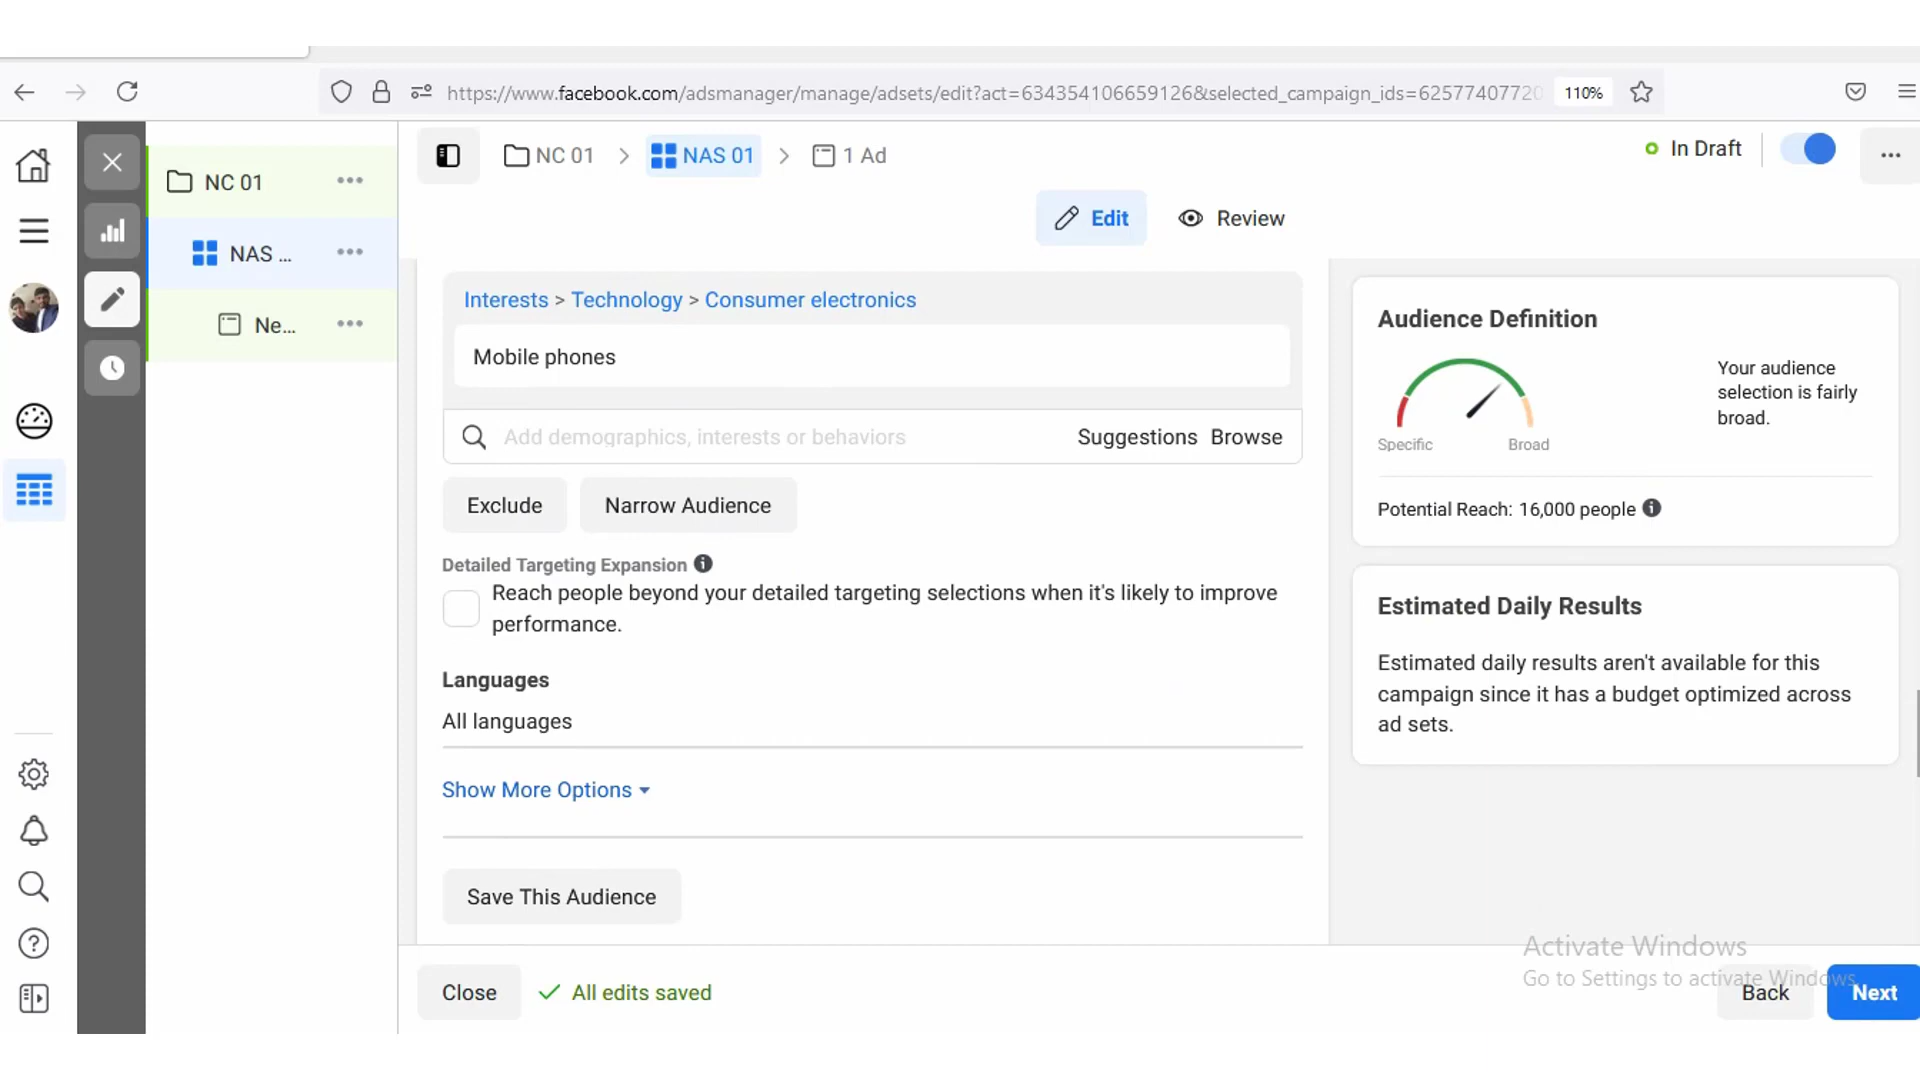 https://www.facebook.com/adsmanager/manage/adsets/edit?act=634354106659126&selected_campaign_ids=62577407720
110%
NC 01
NAS ...
Ne...
NC 01 > NAS 01 > 1 Ad
In Draft
Edit
Review
Interests > Technology > Consumer electronics
Mobile phones
Add demographics, interests or behaviors
Suggestions
Browse
Exclude
Narrow Audience
Detailed Targeting Expansion
Reach people beyond your detailed targeting selections when it's likely to improve
performance.
Languages
All languages
Show More Options
Save This Audience
Audience Definition
Your audience
selection is fairly
broad.
Specific
Broad
Potential Reach: 16,000 people
Estimated Daily Results
Estimated daily results aren't available for this
campaign since it has a budget optimized across
ad sets.
Activate Windows
Go to Settings to activate Windows.
Close
All edits saved
Back
Next